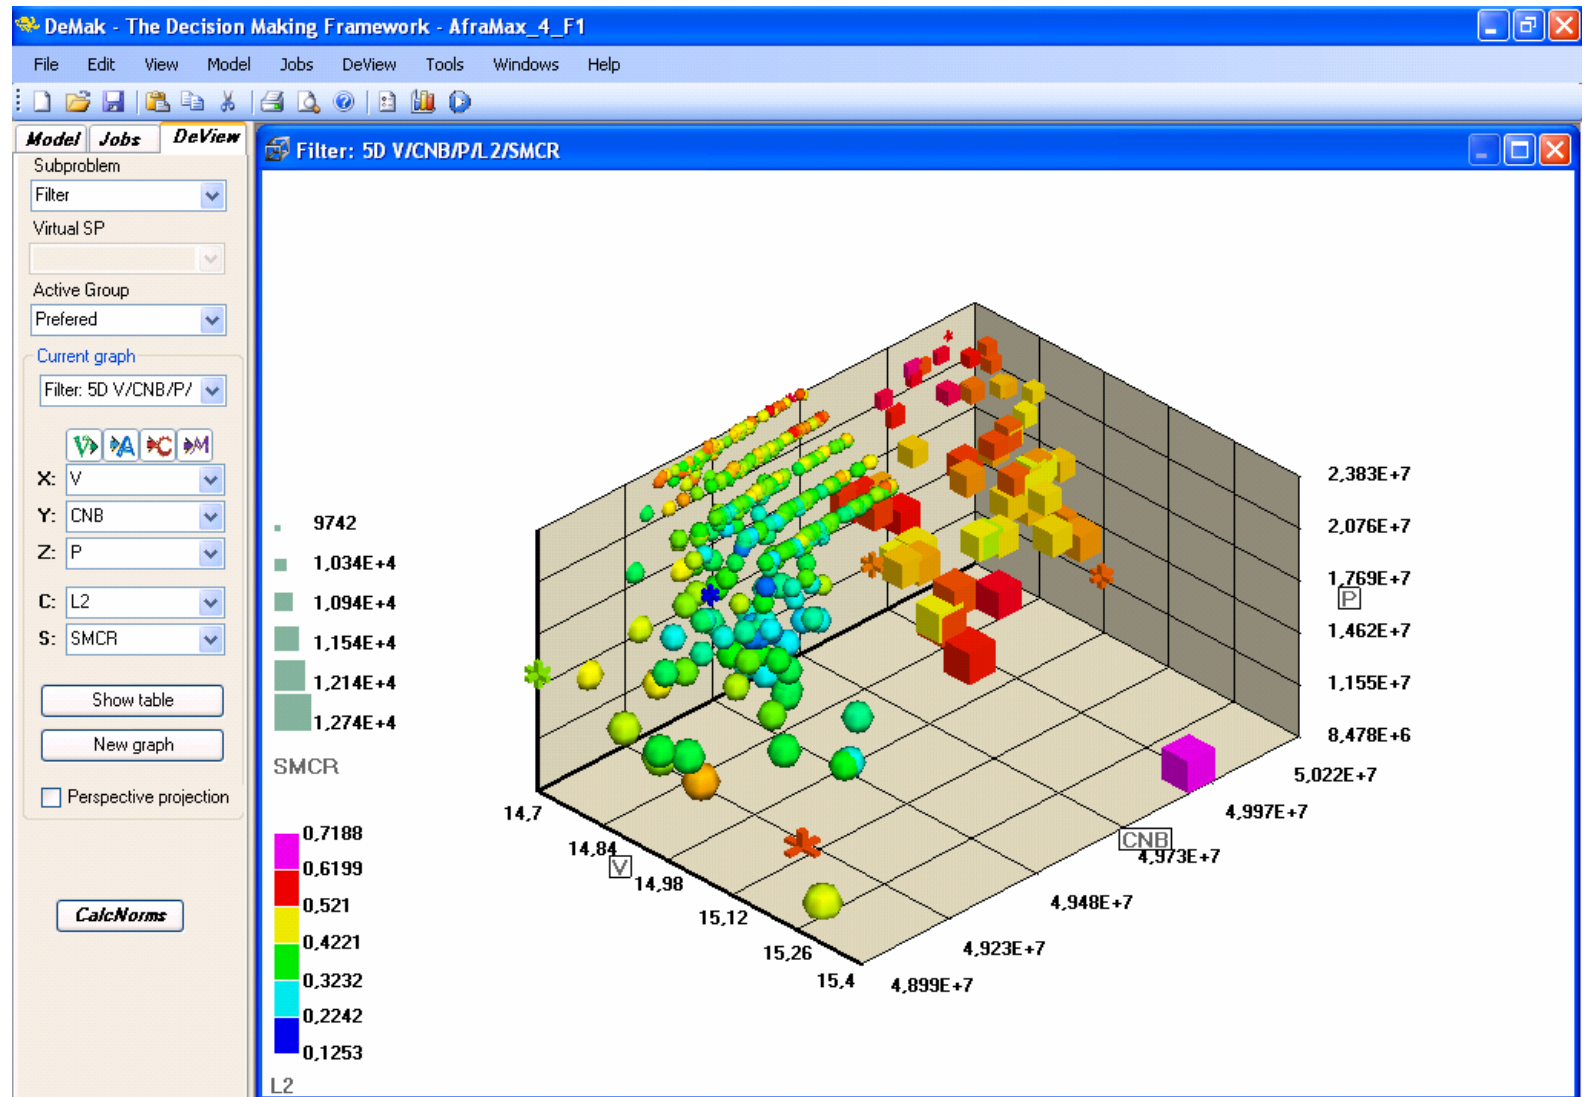 DeMak - The Decision Making Framework - AfraMax_4_F1
File Edit View Model Jobs DeView Tools Windows Help
Model Jobs DeView
Filter: 5D V/CNB/P/L2/SMCR
Subproblem
Filter
Virtual SP
Active Group
Prefered
Current graph
Filter: 5D V/CNB/P/
V A C M
X: V
Y: CNB
Z: P
C: L2
S: SMCR
Show table
New graph
Perspective projection
CalcNorms
9742
1,034E+4
1,094E+4
1,154E+4
1,214E+4
1,274E+4
SMCR
0,7188
0,6199
0,521
0,4221
0,3232
0,2242
0,1253
L2
14,7
14,84
V
14,98
15,12
15,26
15,4
4,899E+7
4,923E+7
4,948E+7
CNB
4,973E+7
4,997E+7
5,022E+7
2,383E+7
2,076E+7
1,769E+7
P
1,462E+7
1,155E+7
8,478E+6